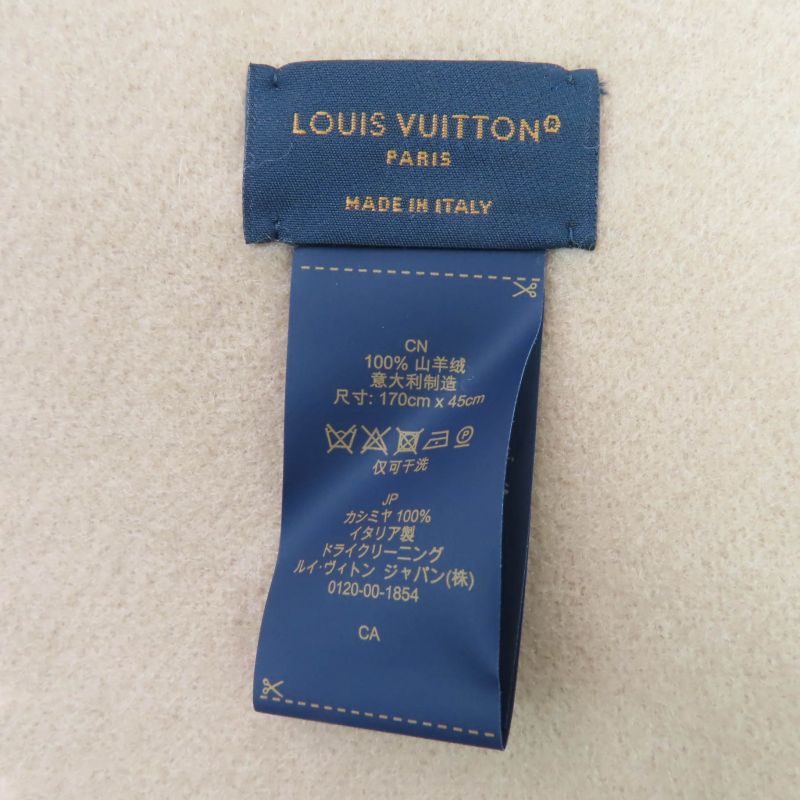 LOUIS VUITTON®
PARIS
MADE IN ITALY
CN
100% 山羊绒
意大利制造
尺寸: 170cm x 45cm
P
仅可干洗
JP
カシミヤ 100%
イタリア製
ドライクリーニング
ルイ・ヴィトン ジャパン(株)
0120-00-1854
CA